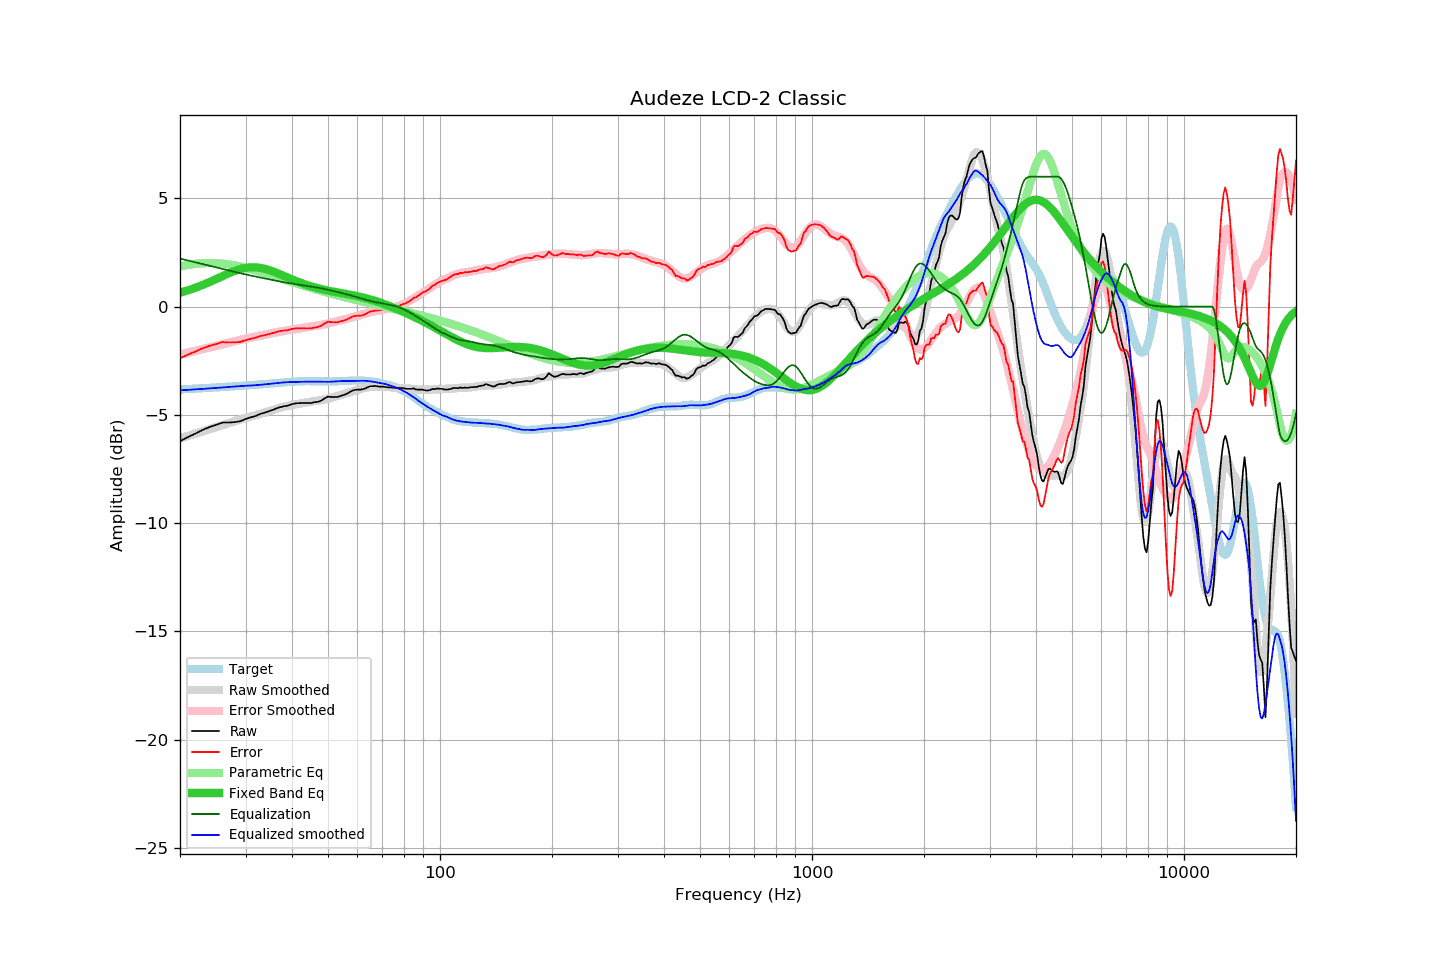 Audeze LCD-2 Classic
Amplitude (dBr)
5
0
−5
−10
−15
−20
−25
Target
Raw Smoothed
Error Smoothed
Raw
Error
Parametric Eq
Fixed Band Eq
Equalization
Equalized smoothed
100 1000 10000
Frequency (Hz)